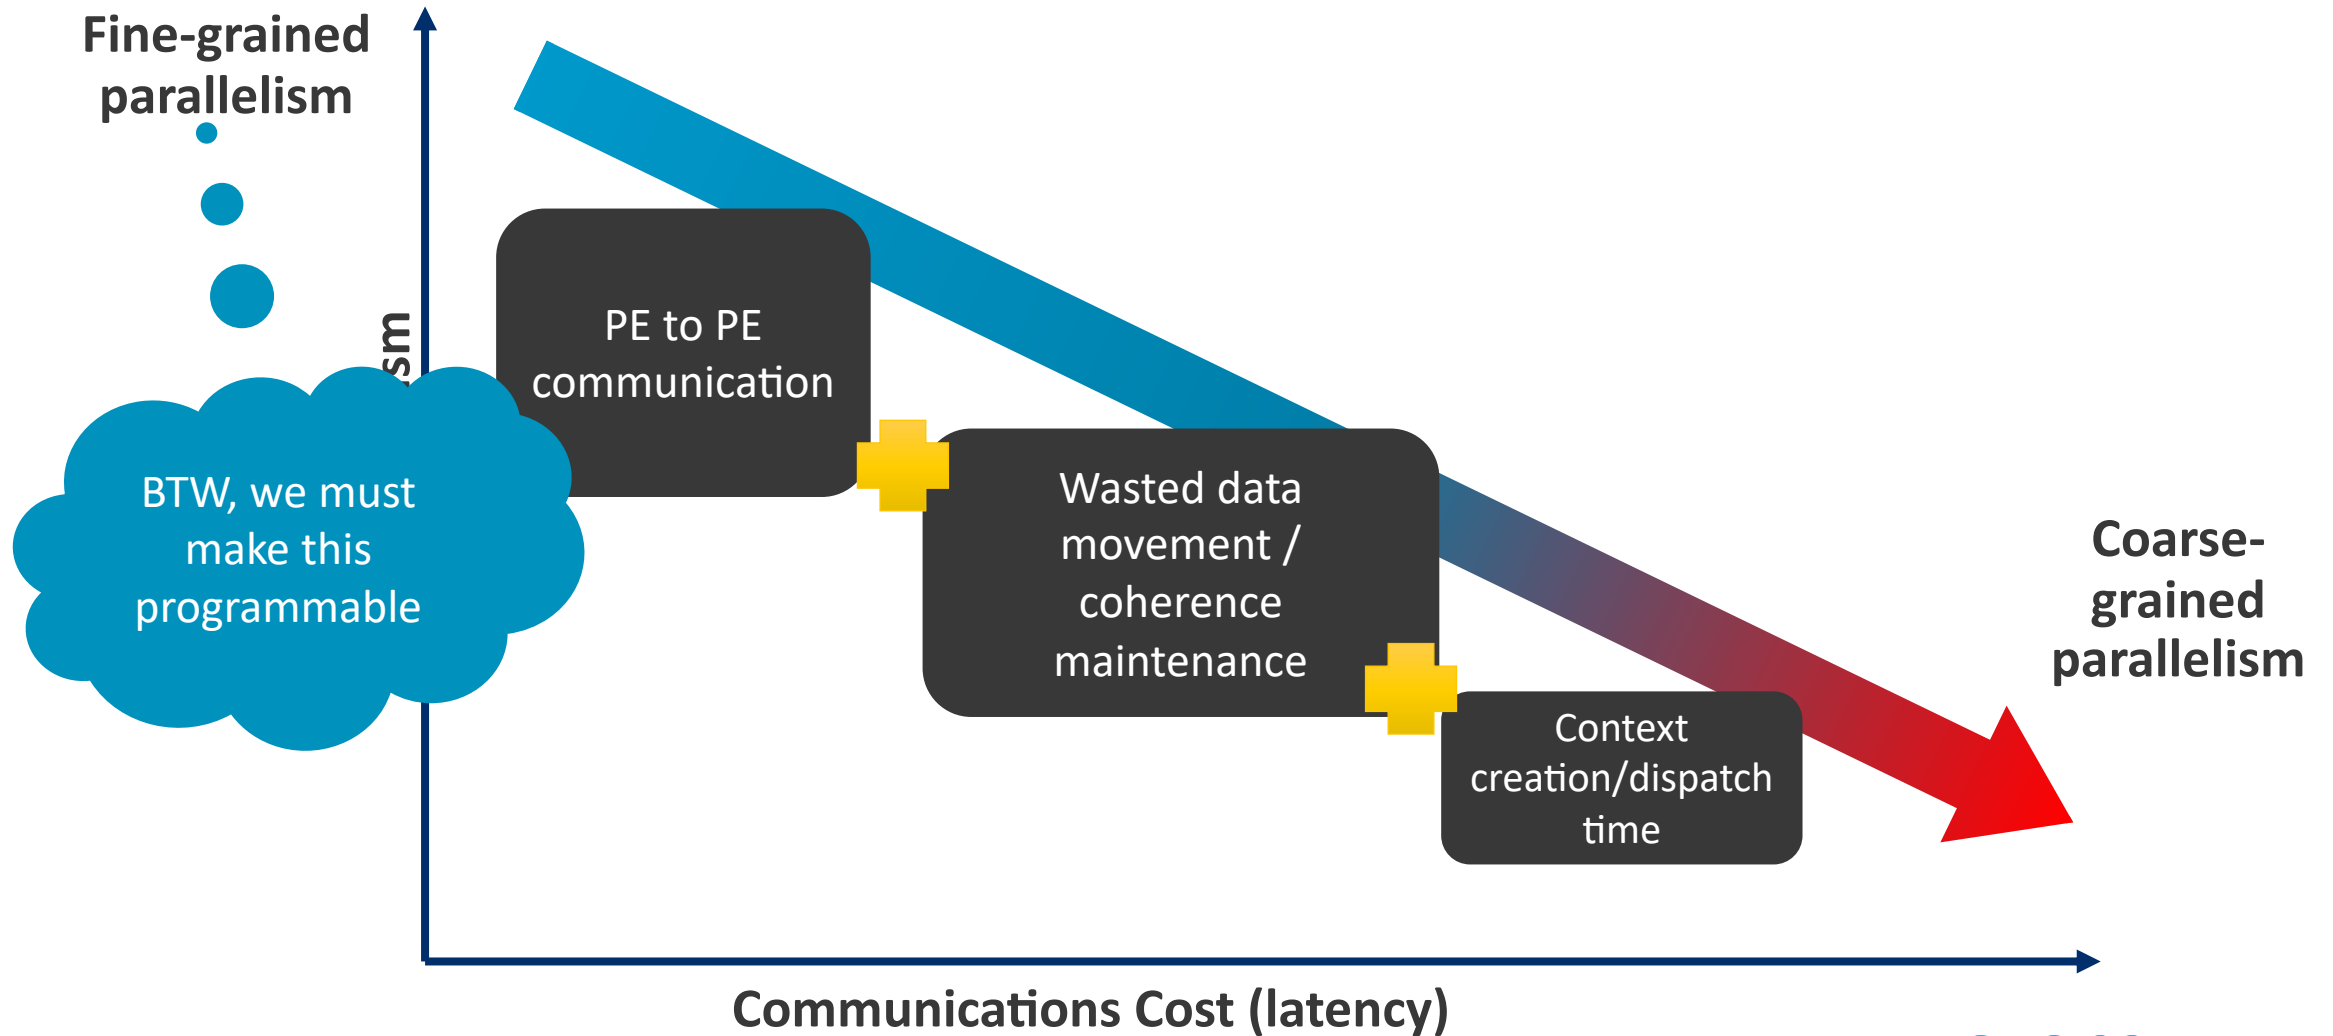 Fine-grained
parallelism
PE to PE
communication
BTW, we must
make this
programmable
Wasted data
movement /
coherence
maintenance
Context
creation/dispatch
time
Coarse-
grained
parallelism
Communications Cost (latency)